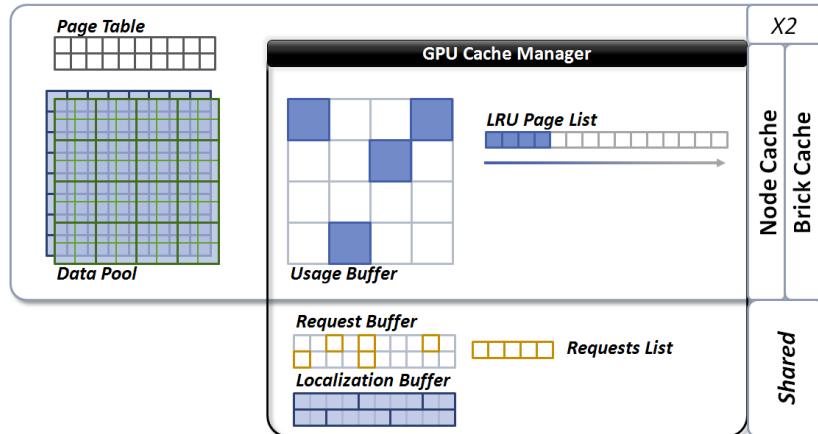 Page Table
X2
GPU Cache Manager
LRU Page List
Node Cache
Brick Cache
Data Pool
Usage Buffer
Request Buffer
Requests List
Localization Buffer
Shared